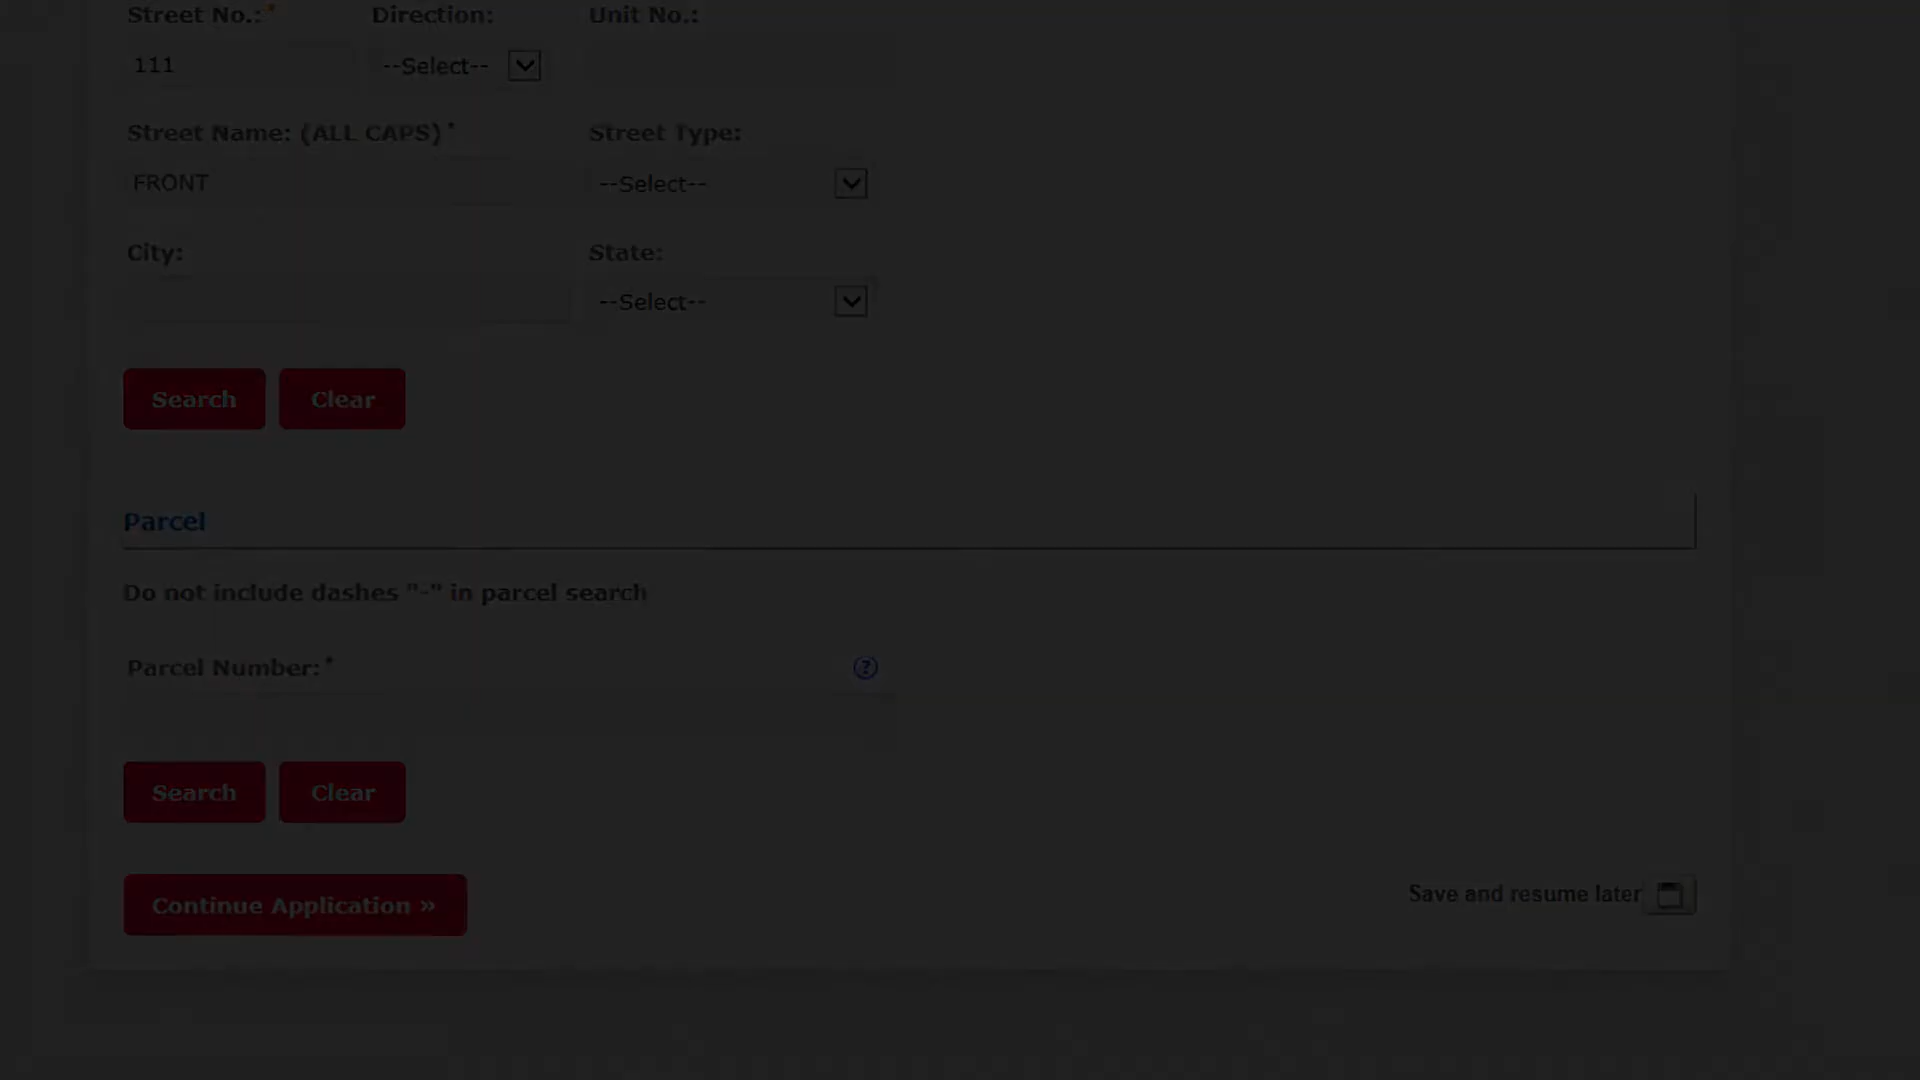 Street No.:* Direction: Unit No.:
111 --Select--
Street Name: (ALL CAPS)* Street Type:
FRONT --Select--
City: State:
--Select--
Search Clear
Parcel
Do not include dashes "-" in parcel search
Parcel Number:* ?
Search Clear
Continue Application » Save and resume later